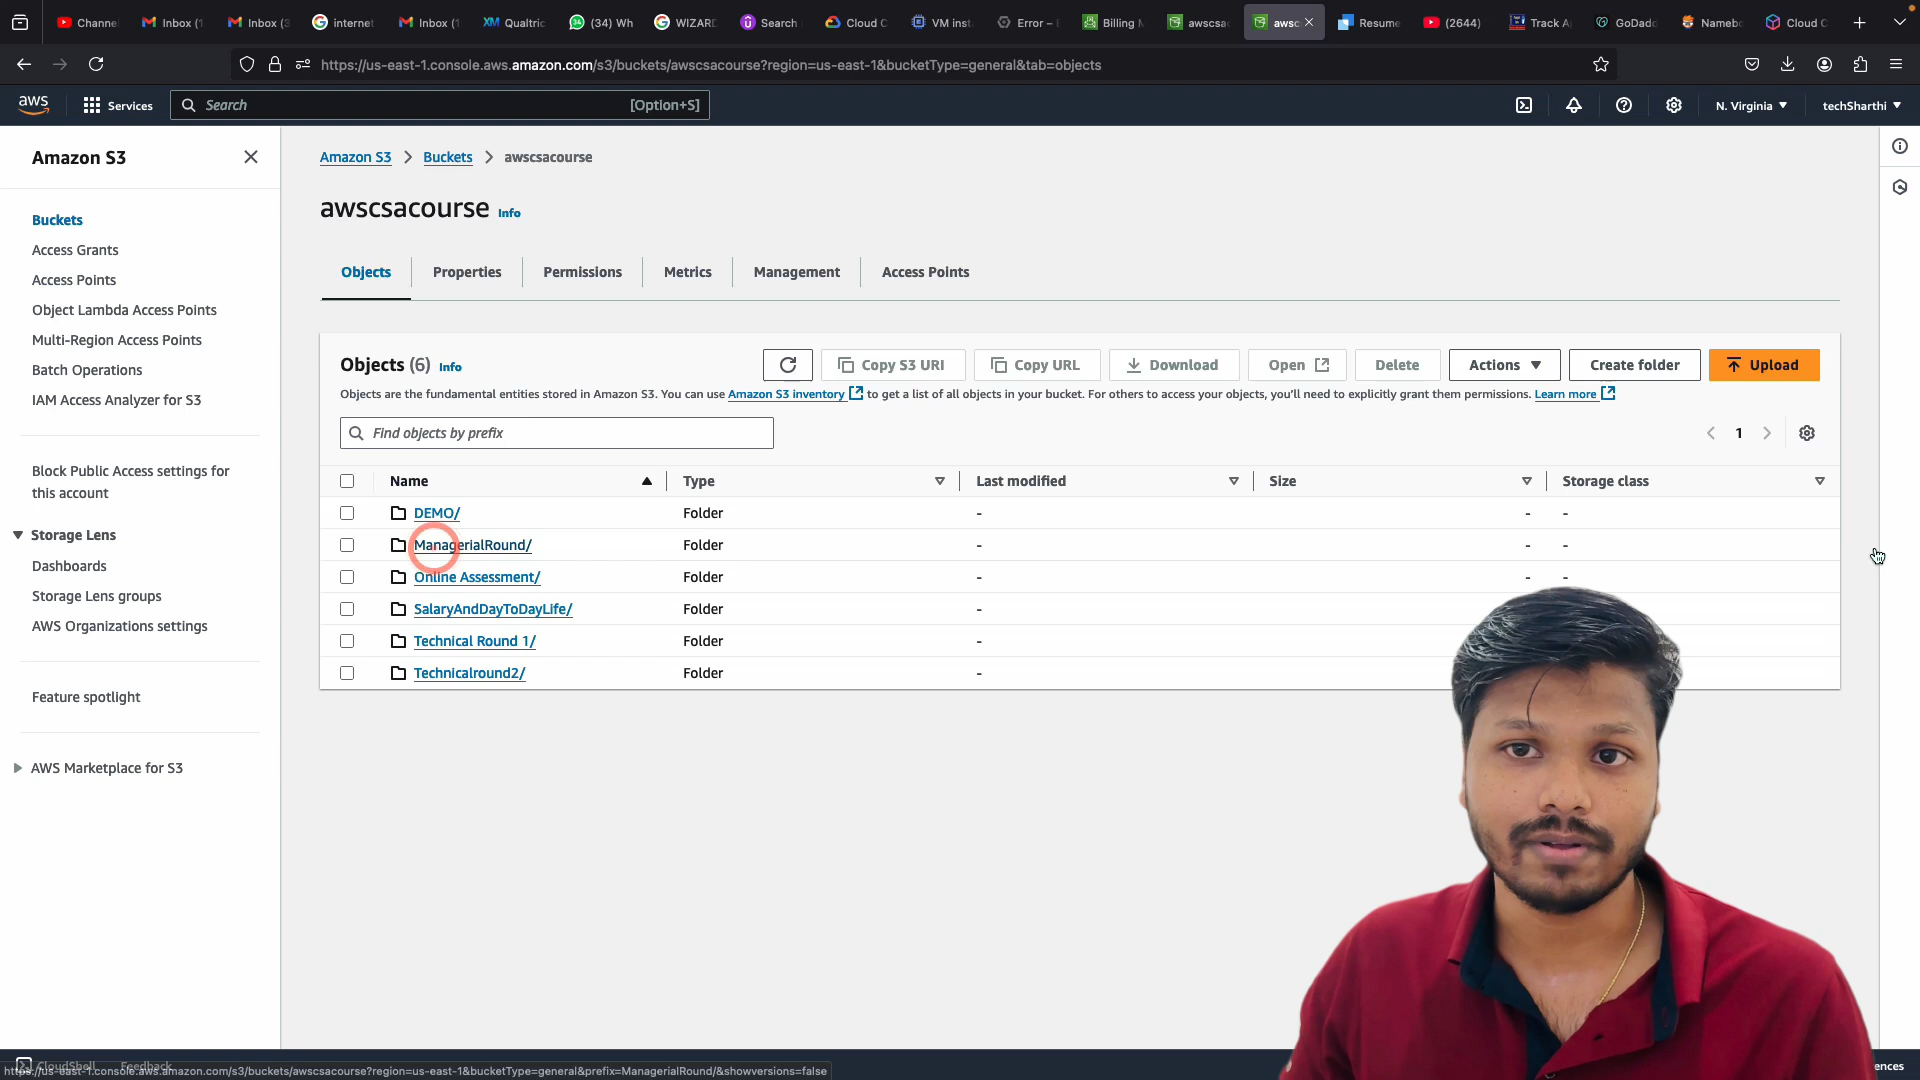 Channe
Inbox (1
Inbox (3
internet
Inbox (1
Qualtric
(34) Wh
WIZARD
Search
Cloud C
VM inst
Error –
Billing M
awscsa
awsc
Resume
(2644)
Track A
GoDadd
Namebo
Cloud C
https://us-east-1.console.aws.amazon.com/s3/buckets/awscsacourse?region=us-east-1&bucketType=general&tab=objects
aws
Services
Search
[Option+S]
N. Virginia
techSharthi
Amazon S3
Buckets
Access Grants
Access Points
Object Lambda Access Points
Multi-Region Access Points
Batch Operations
IAM Access Analyzer for S3
Block Public Access settings for
this account
Storage Lens
Dashboards
Storage Lens groups
AWS Organizations settings
Feature spotlight
AWS Marketplace for S3
Amazon S3 > Buckets > awscsacourse
awscsacourse Info
Objects
Properties
Permissions
Metrics
Management
Access Points
Objects (6) Info
Copy S3 URI
Copy URL
Download
Open
Delete
Actions
Create folder
Upload
Objects are the fundamental entities stored in Amazon S3. You can use Amazon S3 inventory to get a list of all objects in your bucket. For others to access your objects, you'll need to explicitly grant them permissions. Learn more
Find objects by prefix
1
Name Type Last modified Size Storage class
DEMO/ Folder - - -
ManagerialRound/ Folder - - -
Online Assessment/ Folder - - -
SalaryAndDayToDayLife/ Folder -
Technical Round 1/ Folder -
Technicalround2/ Folder -
CloudShell Feedback
https://us-east-1.console.aws.amazon.com/s3/buckets/awscsacourse?region=us-east-1&bucketType=general&prefix=ManagerialRound/&showversions=false
ences